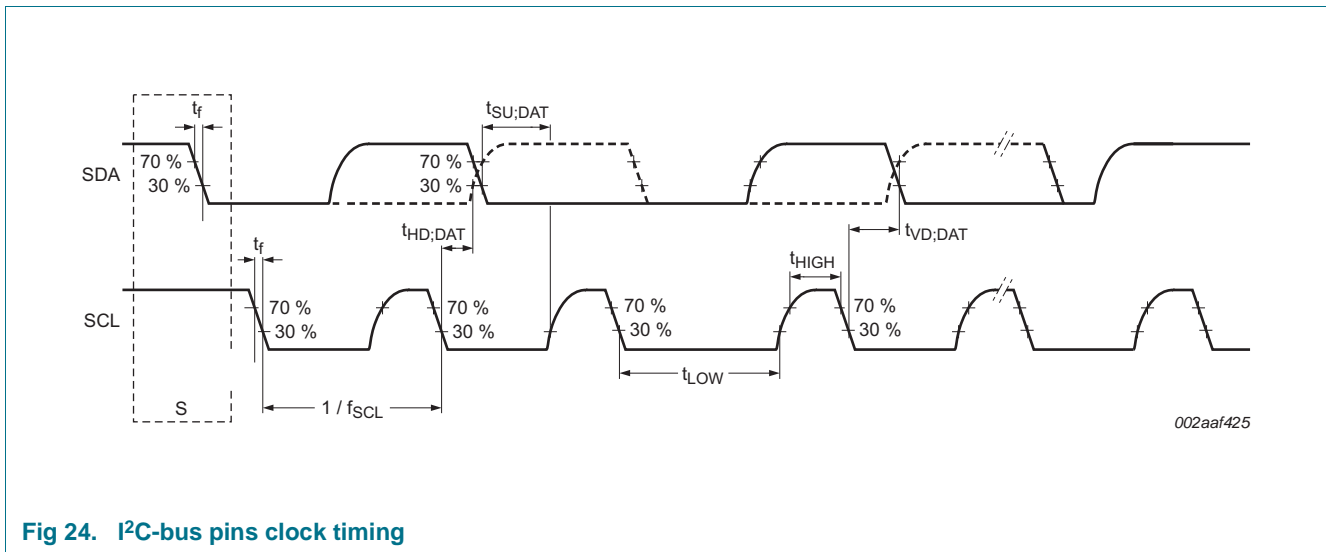 tf
tSU;DAT
70 %
30 %
SDA
70 %
30 %
tf
tHD;DAT
tVD;DAT
tHIGH
SCL
70 %
30 %
70 %
30 %
70 %
30 %
70 %
30 %
tLOW
S
1 / fSCL
002aaf425
Fig 24. I²C-bus pins clock timing